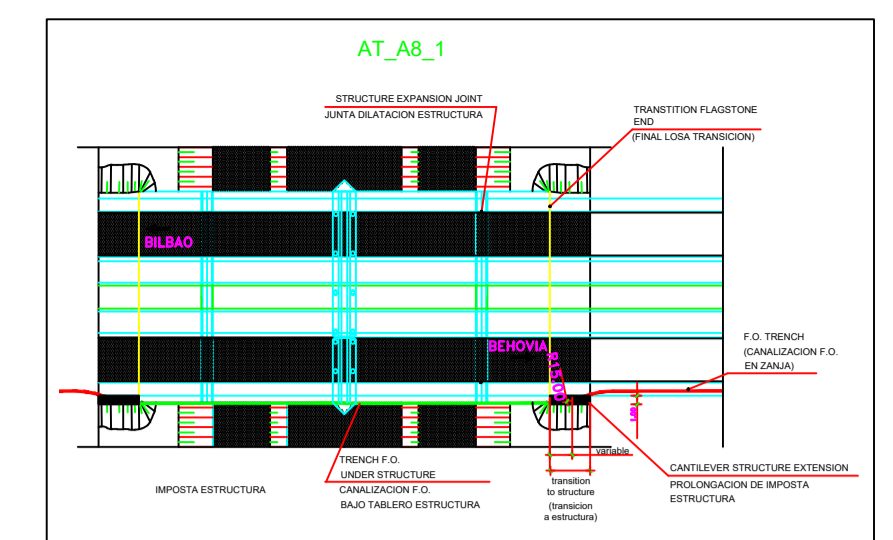 AT_A8_1
STRUCTURE EXPANSION JOINT
JUNTA DILATACION ESTRUCTURA
TRANSTITION FLAGSTONE
END
(FINAL LOSA TRANSICION)
BILBAO
BEHOVIA
R15.00
F.O. TRENCH
(CANALIZACION F.O.
EN ZANJA)
variable
TRENCH F.O.
UNDER STRUCTURE
CANALIZACION F.O.
BAJO TABLERO ESTRUCTURA
IMPOSTA ESTRUCTURA
transition
to structure
(transicion
a estructura)
CANTILEVER STRUCTURE EXTENSION
PROLONGACION DE IMPOSTA
ESTRUCTURA